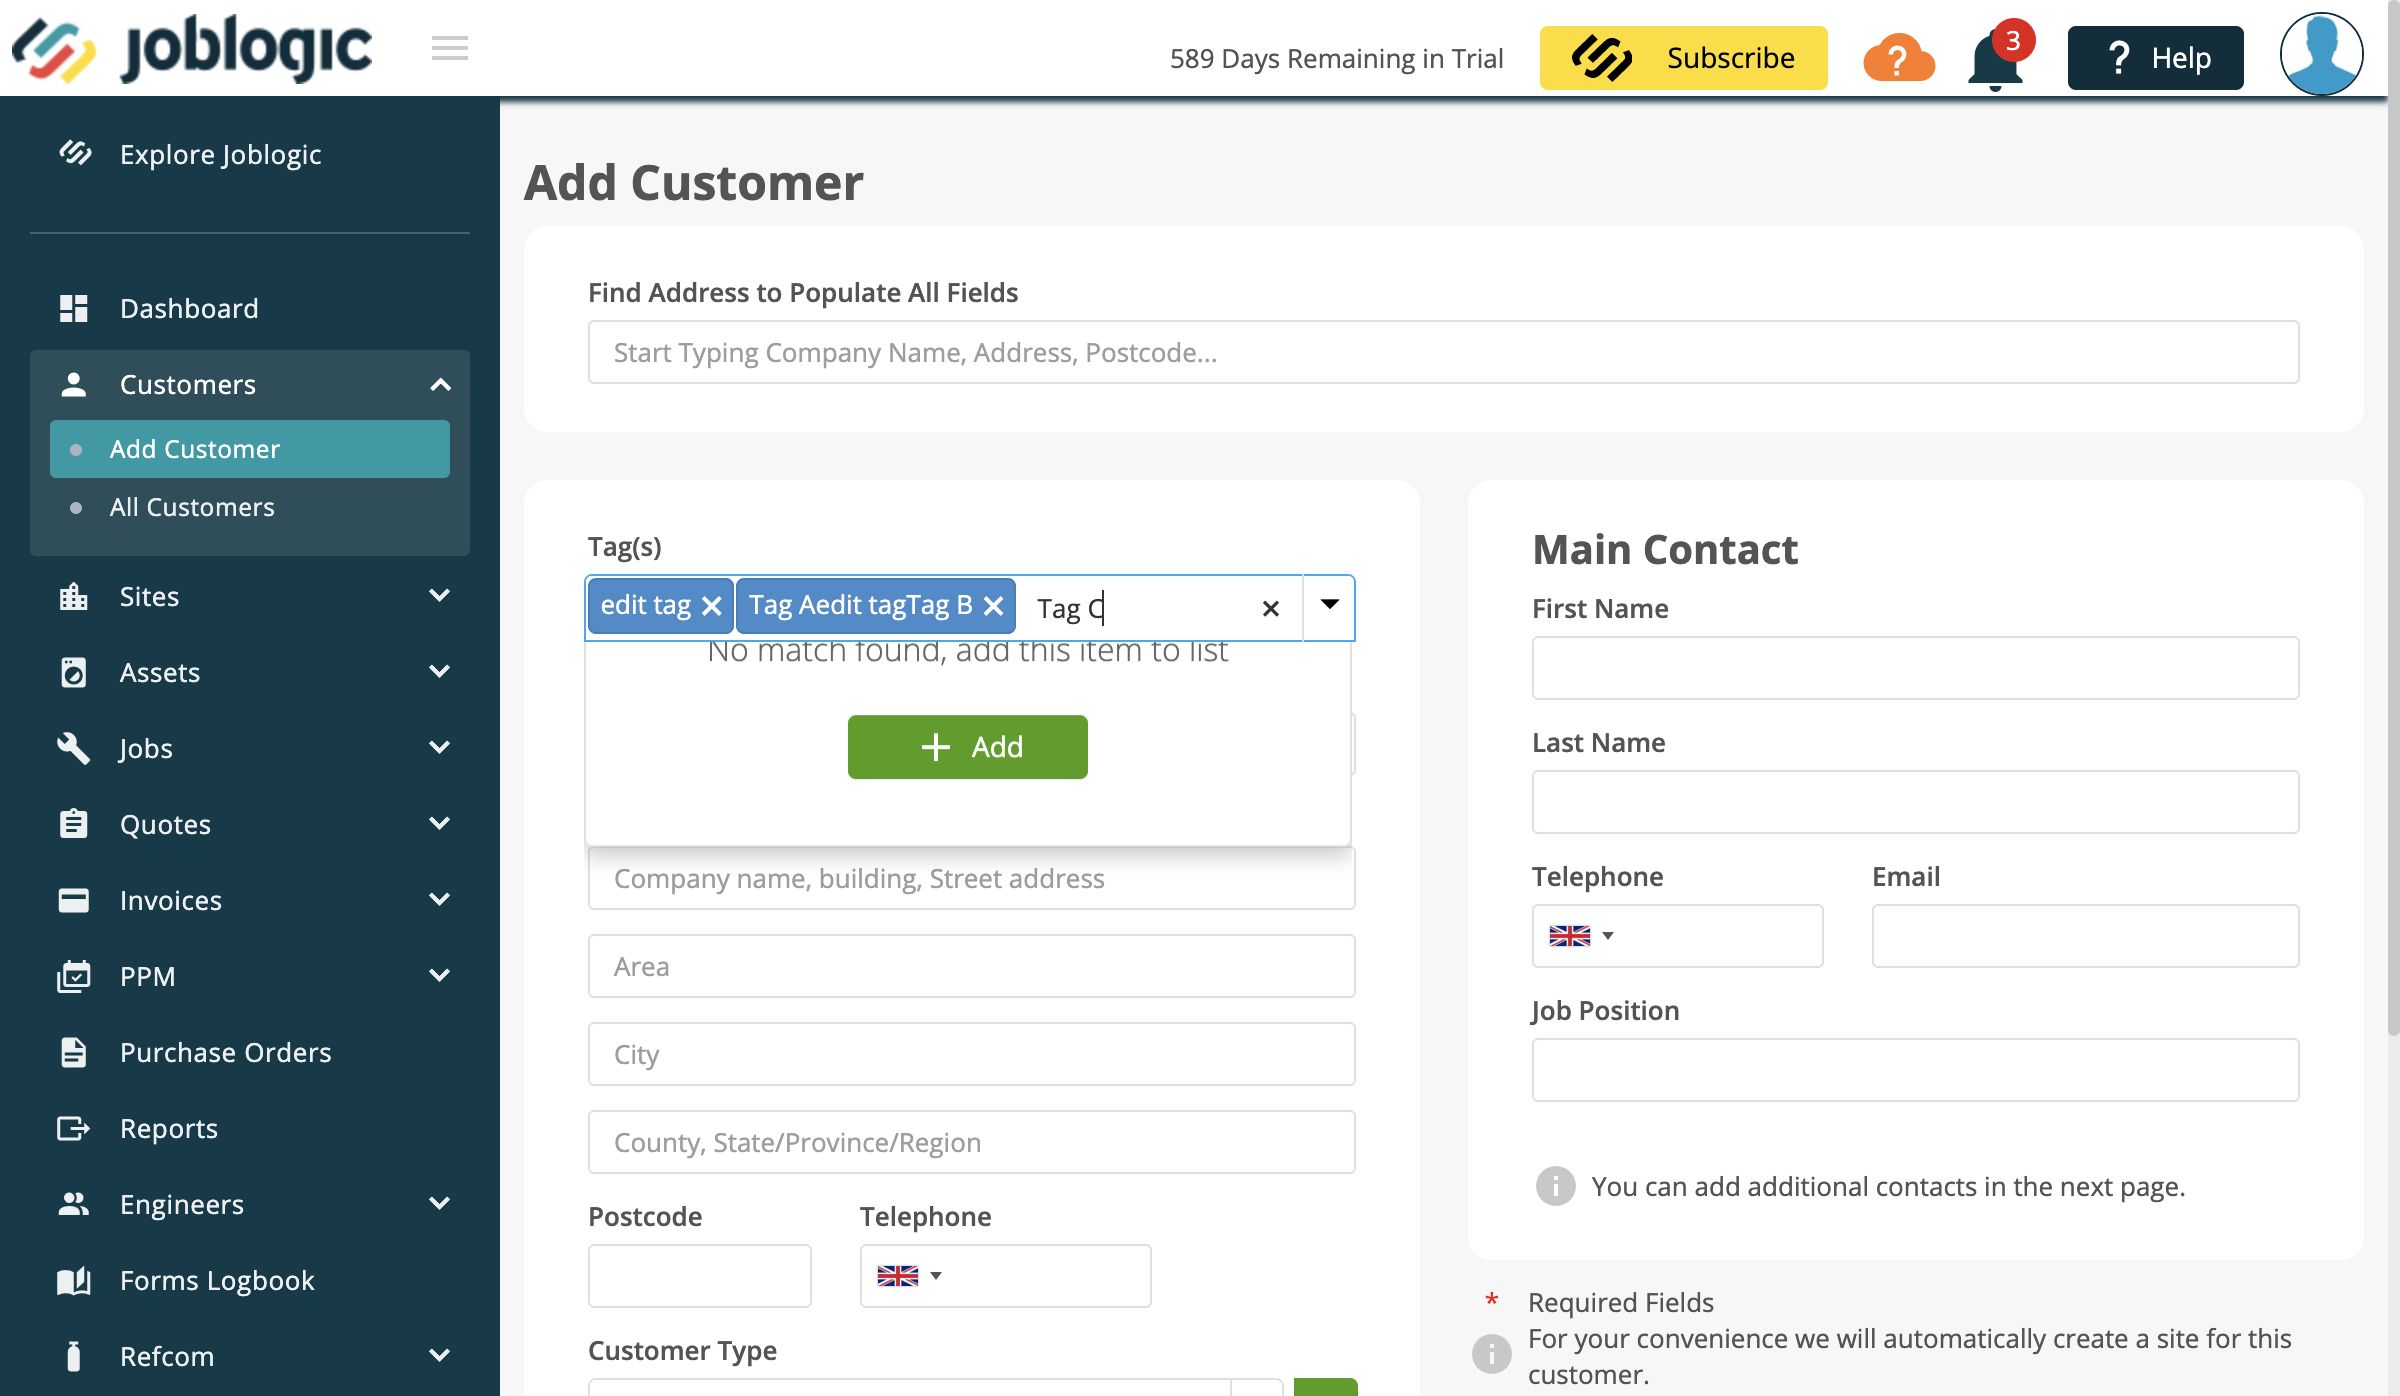 joblogic
589 Days Remaining in Trial
Subscribe
?
3
? Help
Explore Joblogic
Dashboard
Customers
Add Customer
All Customers
Sites
Assets
Jobs
Quotes
Invoices
PPM
Purchase Orders
Reports
Engineers
Forms Logbook
Refcom
Add Customer
Find Address to Populate All Fields
Start Typing Company Name, Address, Postcode...
Tag(s)
edit tag
Tag Aedit tagTag B
Tag C
No match found, add this item to list
Add
Company name, building, Street address
Area
City
County, State/Province/Region
Postcode
Telephone
Customer Type
Main Contact
First Name
Last Name
Telephone
Email
Job Position
i You can add additional contacts in the next page.
* Required Fields
i For your convenience we will automatically create a site for this
customer.